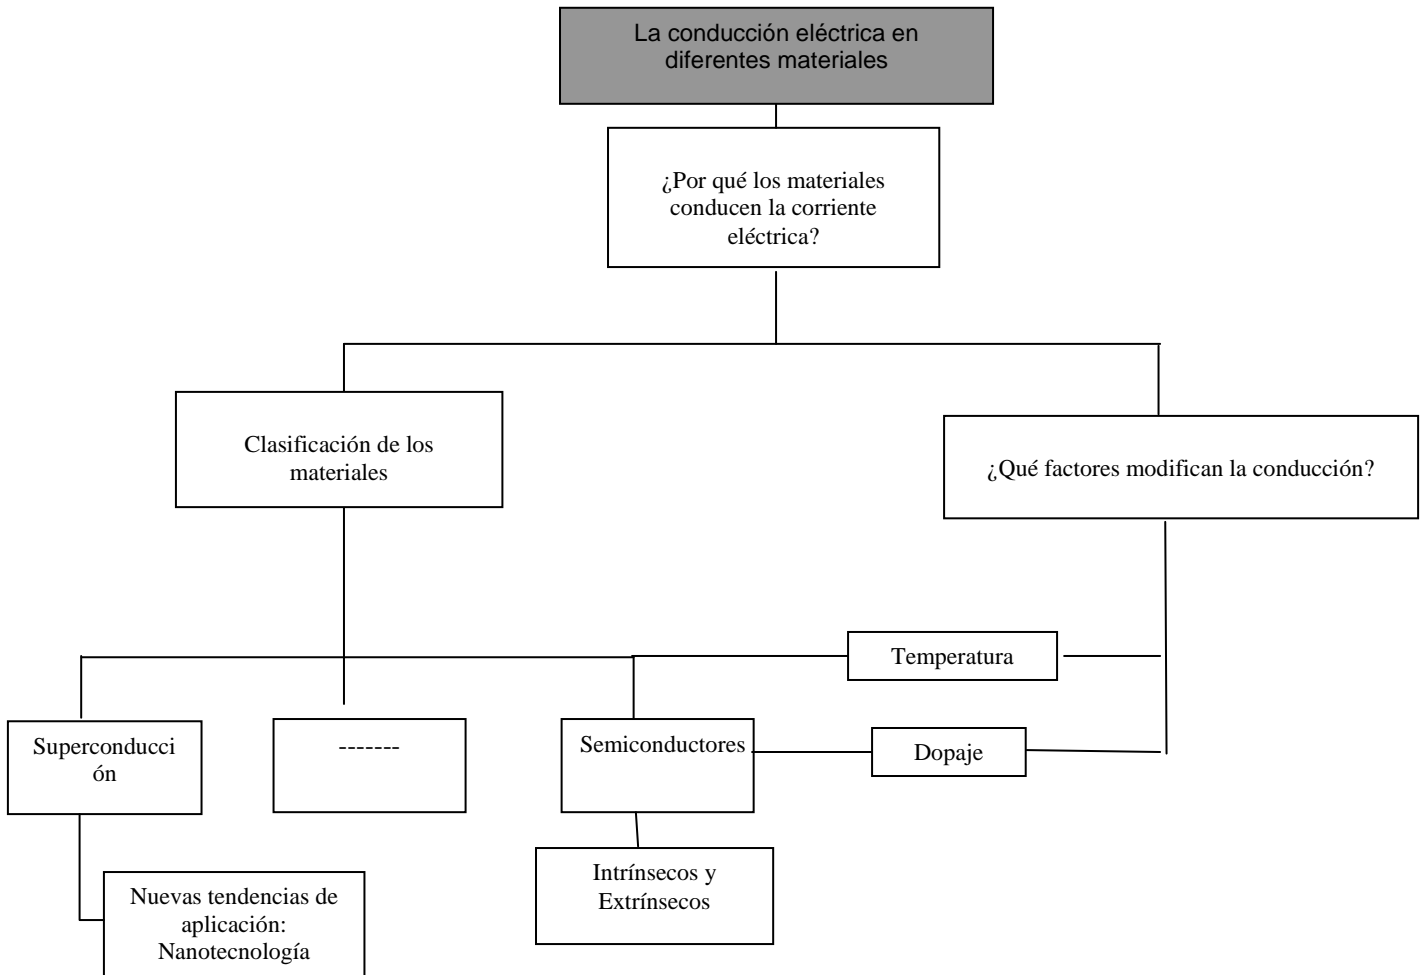 La conducción eléctrica en
diferentes materiales
¿Por qué los materiales
conducen la corriente
eléctrica?
Clasificación de los
materiales
¿Qué factores modifican la conducción?
Temperatura
Superconducci
ón
-------
Semiconductores
Dopaje
Intrínsecos y
Extrínsecos
Nuevas tendencias de
aplicación:
Nanotecnología